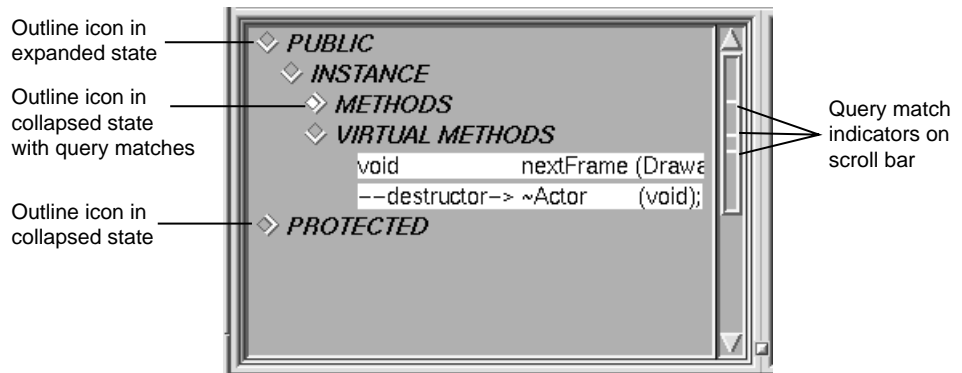 Outline icon in
expanded state
Outline icon in
collapsed state
with query matches
Outline icon in
collapsed state
PUBLIC
INSTANCE
METHODS
VIRTUAL METHODS
void nextFrame (Drawa
--destructor-> ~Actor (void);
PROTECTED
Query match
indicators on
scroll bar